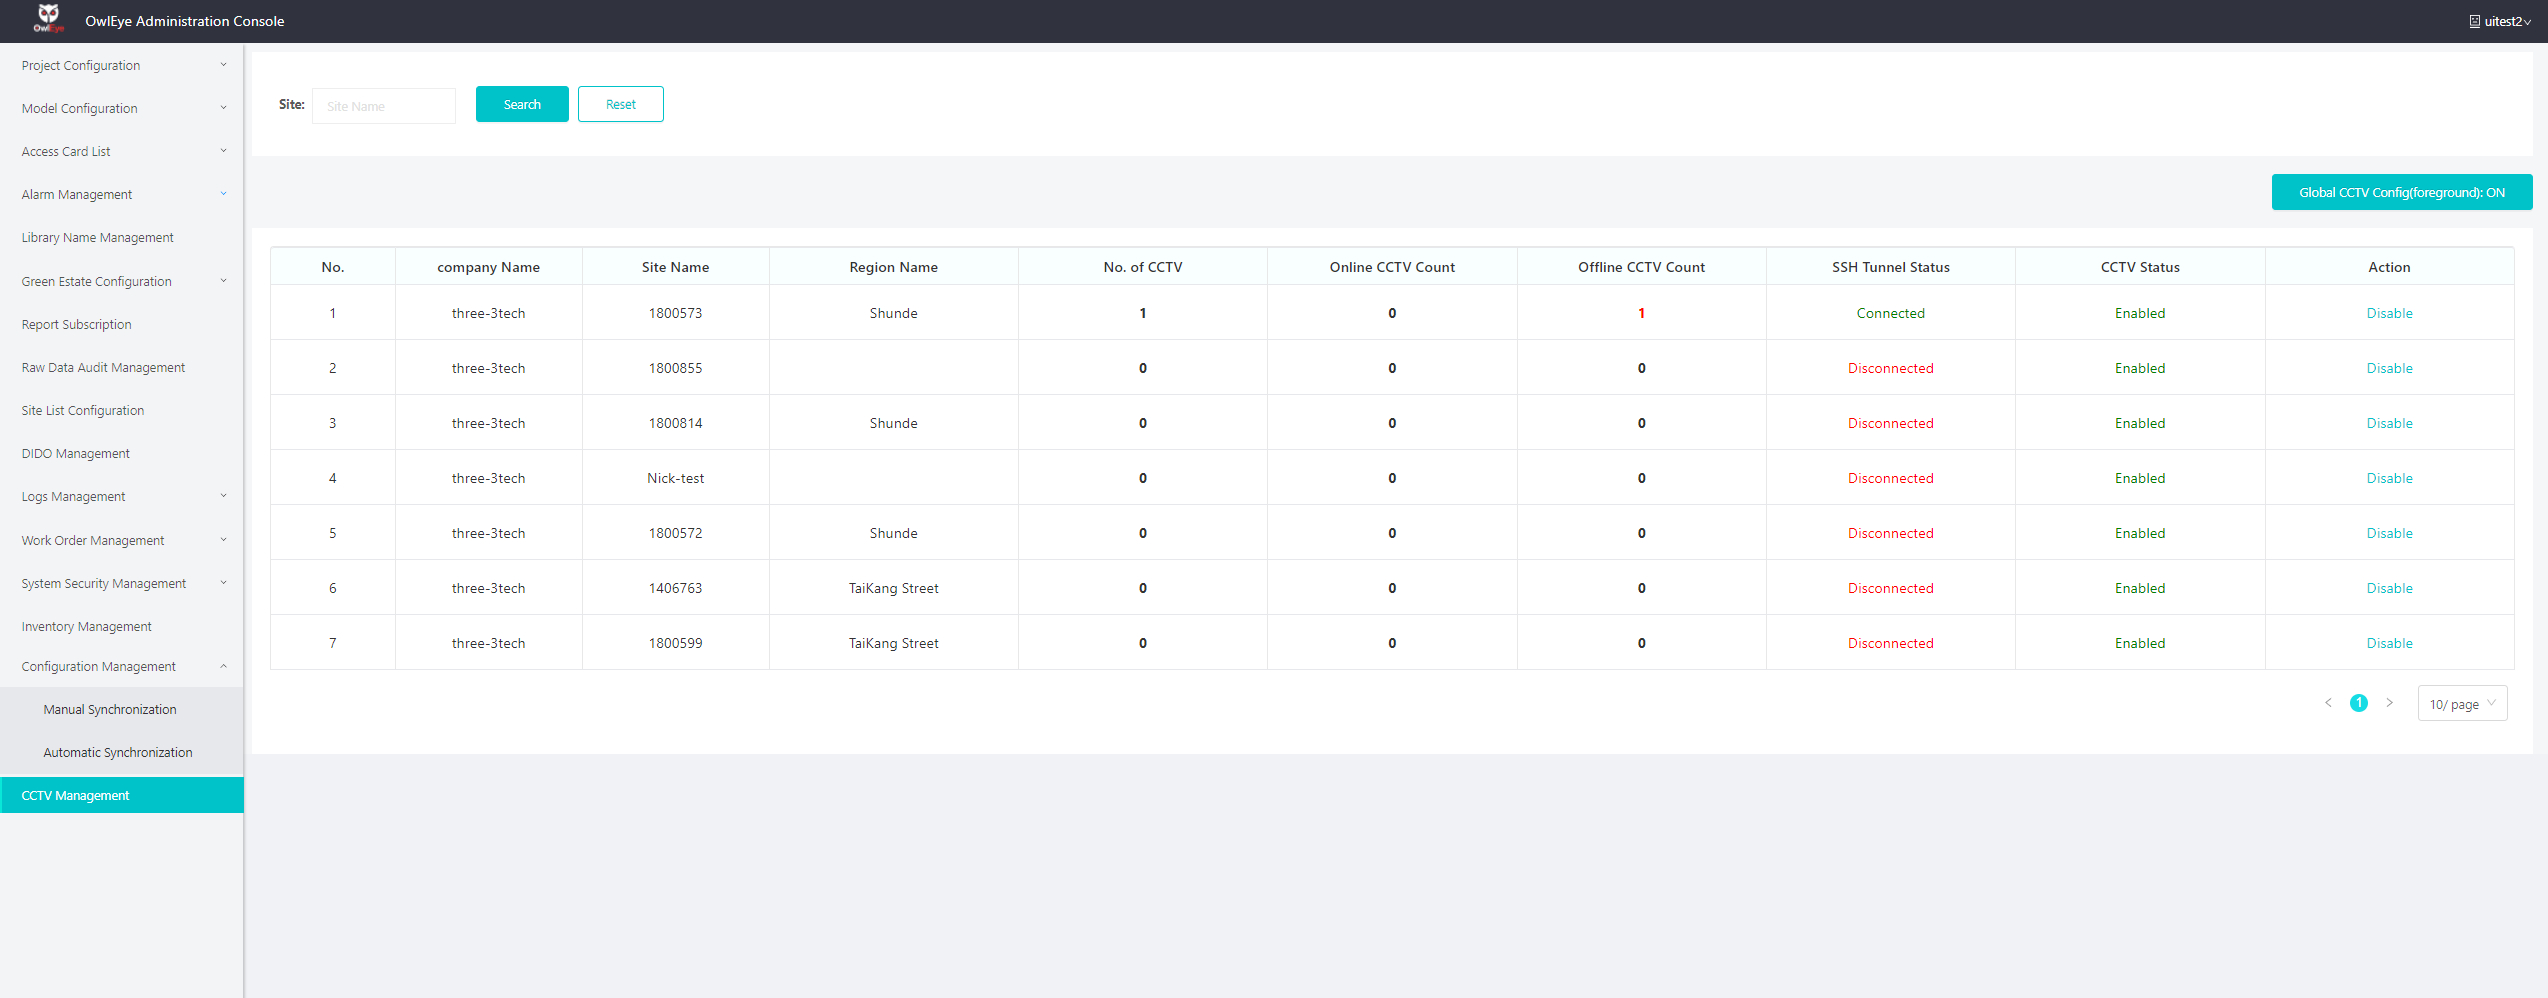 OwlEye
OwlEye Administration Console
uitest2
Project Configuration
Model Configuration
Access Card List
Alarm Management
Library Name Management
Green Estate Configuration
Report Subscription
Raw Data Audit Management
Site List Configuration
DIDO Management
Logs Management
Work Order Management
System Security Management
Inventory Management
Configuration Management
Manual Synchronization
Automatic Synchronization
CCTV Management
Site: Site Name Search Reset
Global CCTV Config(foreground): ON
No. company Name Site Name Region Name No. of CCTV Online CCTV Count Offline CCTV Count SSH Tunnel Status CCTV Status Action
1 three-3tech 1800573 Shunde 1 0 1 Connected Enabled Disable
2 three-3tech 1800855 0 0 0 Disconnected Enabled Disable
3 three-3tech 1800814 Shunde 0 0 0 Disconnected Enabled Disable
4 three-3tech Nick-test 0 0 0 Disconnected Enabled Disable
5 three-3tech 1800572 Shunde 0 0 0 Disconnected Enabled Disable
6 three-3tech 1406763 TaiKang Street 0 0 0 Disconnected Enabled Disable
7 three-3tech 1800599 TaiKang Street 0 0 0 Disconnected Enabled Disable
< 1 > 10/ page